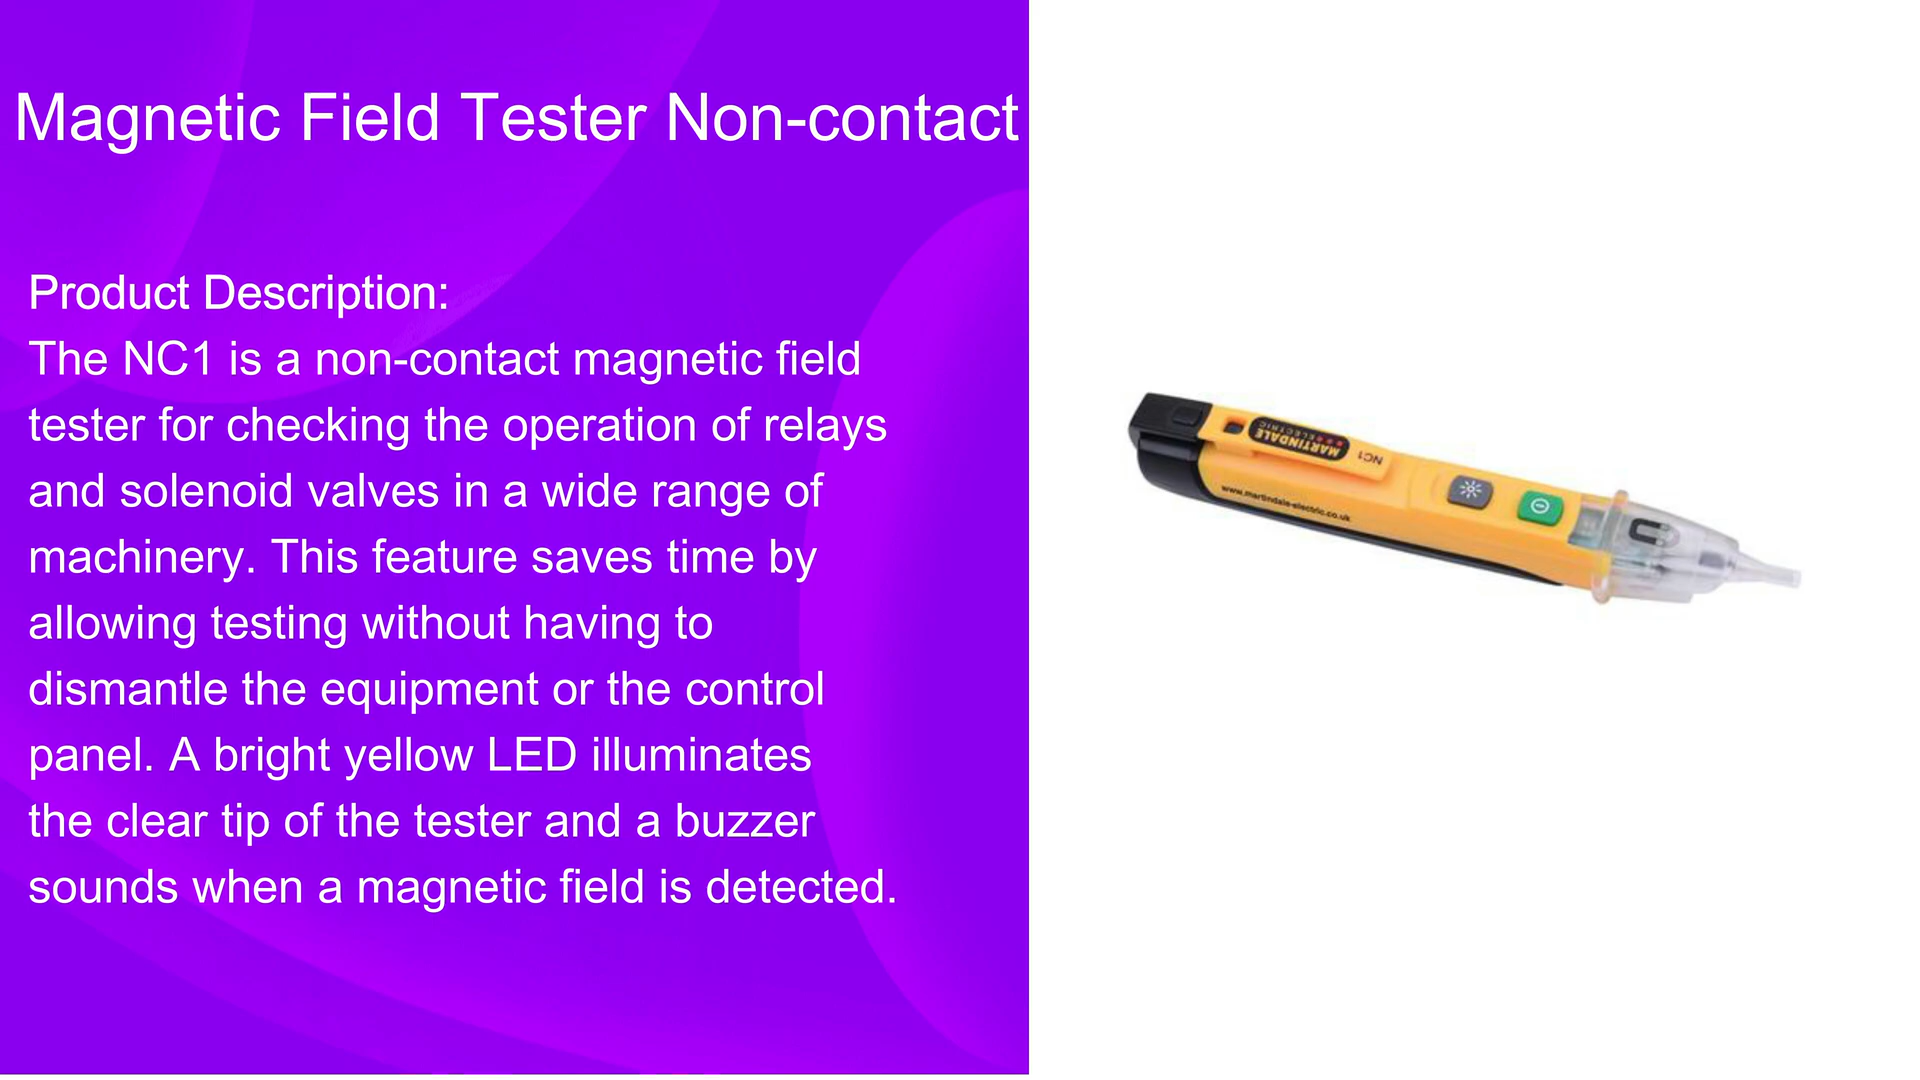 Magnetic Field Tester Non-contact
Product Description:
The NC1 is a non-contact magnetic field
tester for checking the operation of relays
and solenoid valves in a wide range of
machinery. This feature saves time by
allowing testing without having to
dismantle the equipment or the control
panel. A bright yellow LED illuminates
the clear tip of the tester and a buzzer
sounds when a magnetic field is detected.
MARTINDALE
ELECTRIC
NC1
www.martindale-electric.co.uk